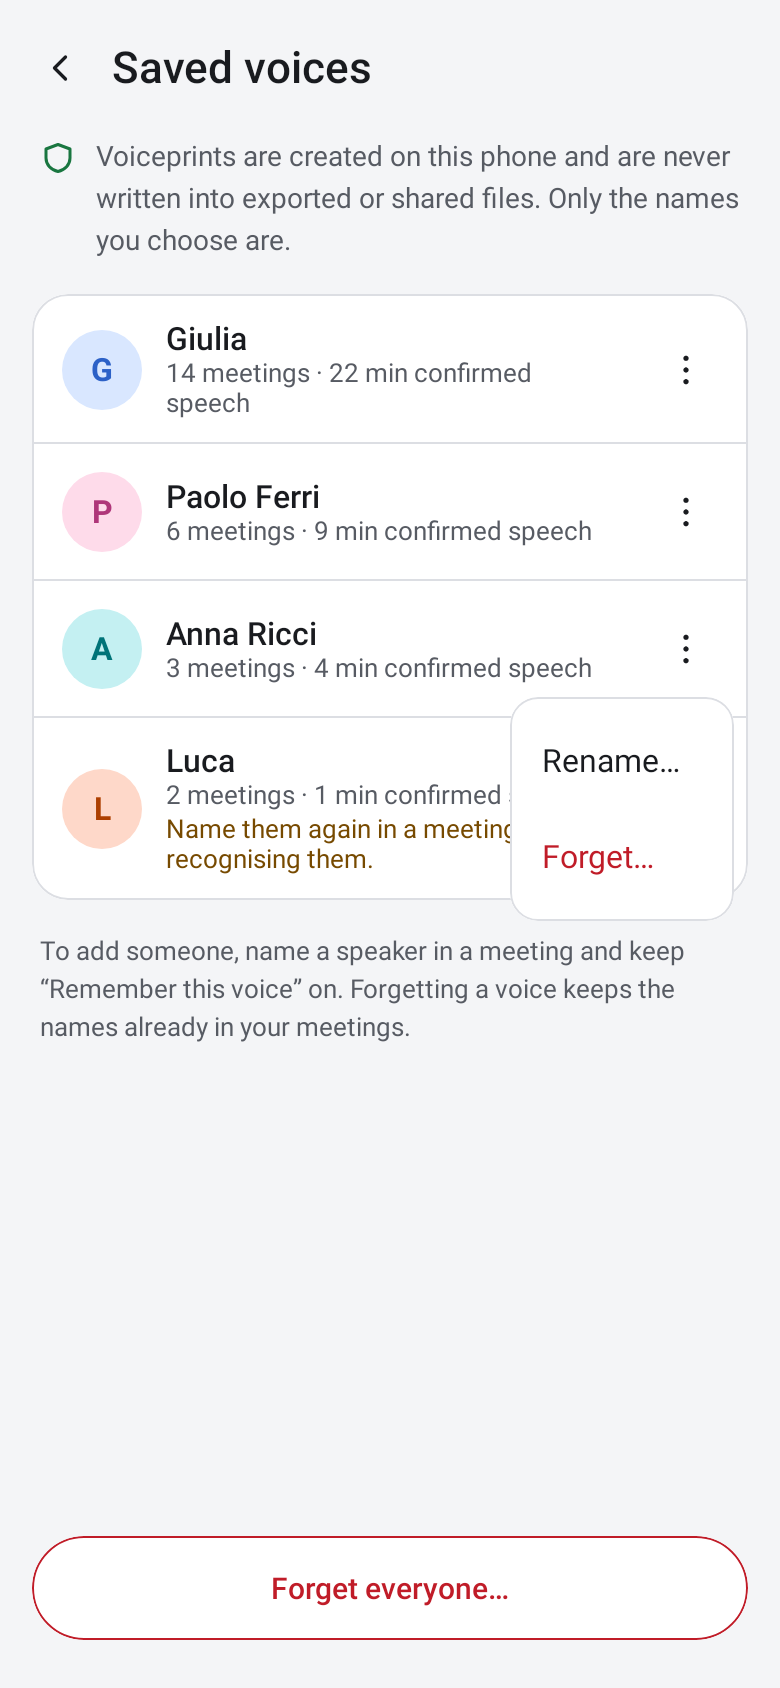 Saved voices
Voiceprints are created on this phone and are never
written into exported or shared files. Only the names
you choose are.
G
Giulia
14 meetings · 22 min confirmed
speech
P
Paolo Ferri
6 meetings · 9 min confirmed speech
A
Anna Ricci
3 meetings · 4 min confirmed speech
L
Luca
2 meetings · 1 min confirmed
Name them again in a meeting
recognising them.
Rename…
Forget…
To add someone, name a speaker in a meeting and keep
“Remember this voice” on. Forgetting a voice keeps the
names already in your meetings.
Forget everyone…